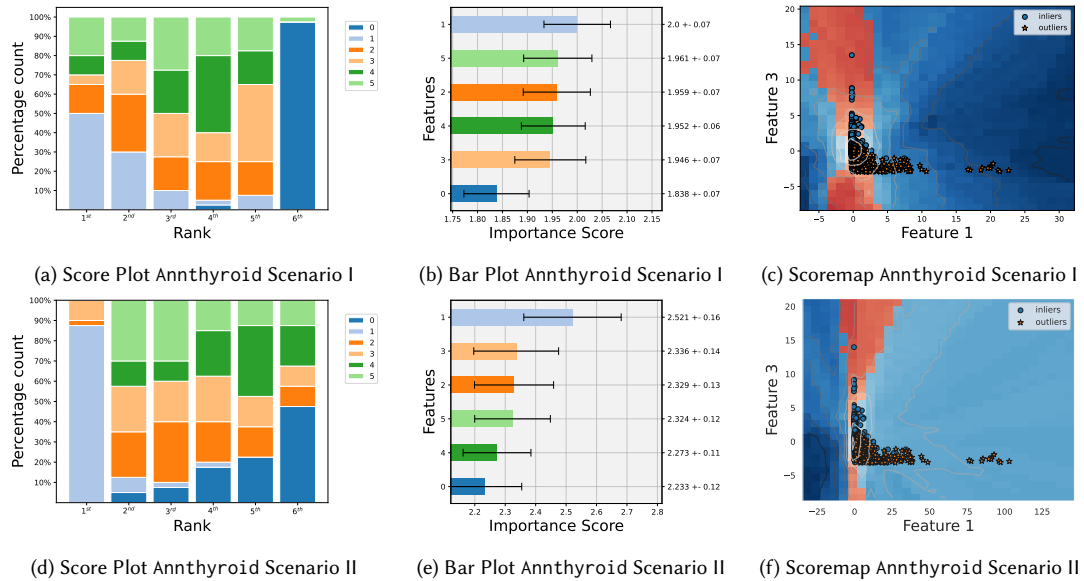 100%
90%
80%
70%
60%
50%
40%
30%
20%
10%
Percentage count
1st 2nd 3rd 4th 5th 6th
Rank
0
1
2
3
4
5
(a) Score Plot Annthyroid Scenario I
Features
1
5
2
4
3
0
2.0 +- 0.07
1.961 +- 0.07
1.959 +- 0.07
1.952 +- 0.06
1.946 +- 0.07
1.838 +- 0.07
1.75 1.80 1.85 1.90 1.95 2.00 2.05 2.10 2.15
Importance Score
(b) Bar Plot Annthyroid Scenario I
inliers
outliers
Feature 3
20
15
10
5
0
−5
−5 0 5 10 15 20 25 30
Feature 1
(c) Scoremap Annthyroid Scenario I
100%
90%
80%
70%
60%
50%
40%
30%
20%
10%
Percentage count
1st 2nd 3rd 4th 5th 6th
Rank
0
1
2
3
4
5
(d) Score Plot Annthyroid Scenario II
Features
1
3
2
5
4
0
2.521 +- 0.16
2.336 +- 0.14
2.329 +- 0.13
2.324 +- 0.12
2.273 +- 0.11
2.233 +- 0.12
2.2 2.3 2.4 2.5 2.6 2.7 2.8
Importance Score
(e) Bar Plot Annthyroid Scenario II
inliers
outliers
Feature 3
20
15
10
5
0
−5
−25 0 25 50 75 100 125
Feature 1
(f) Scoremap Annthyroid Scenario II